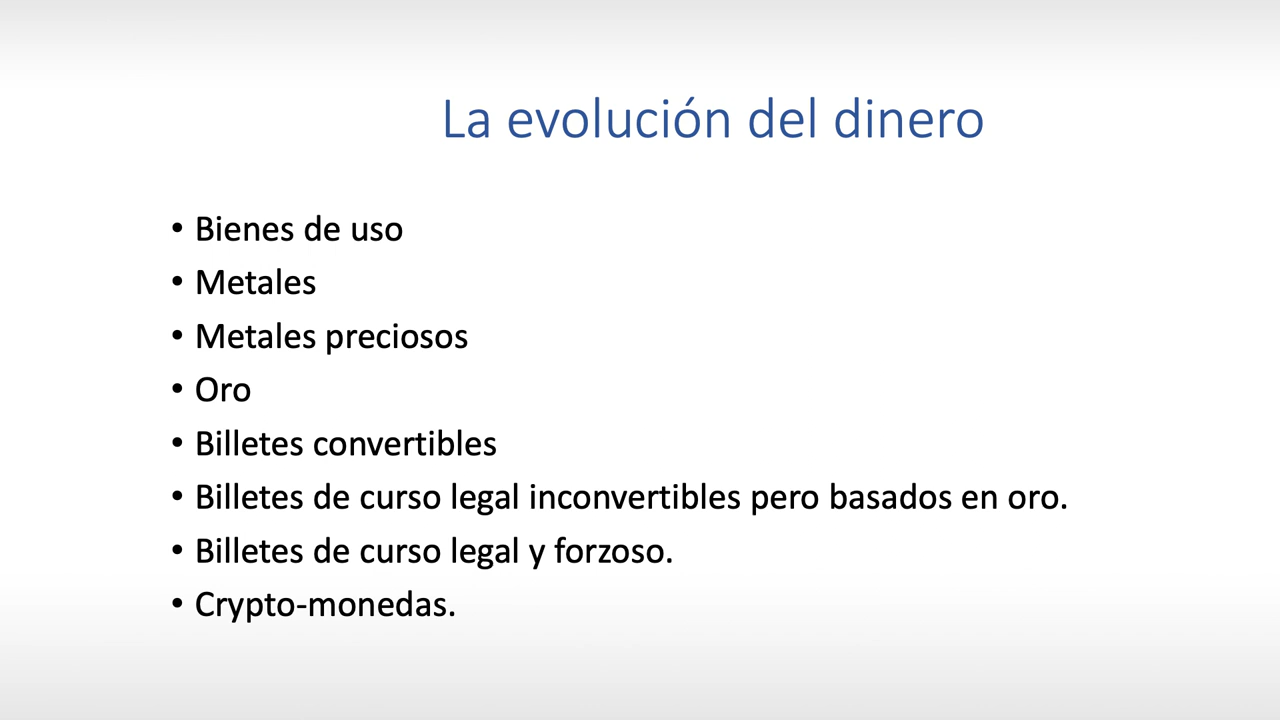 La evolución del dinero
• Bienes de uso
• Metales
• Metales preciosos
• Oro
• Billetes convertibles
• Billetes de curso legal inconvertibles pero basados en oro.
• Billetes de curso legal y forzoso.
• Crypto-monedas.